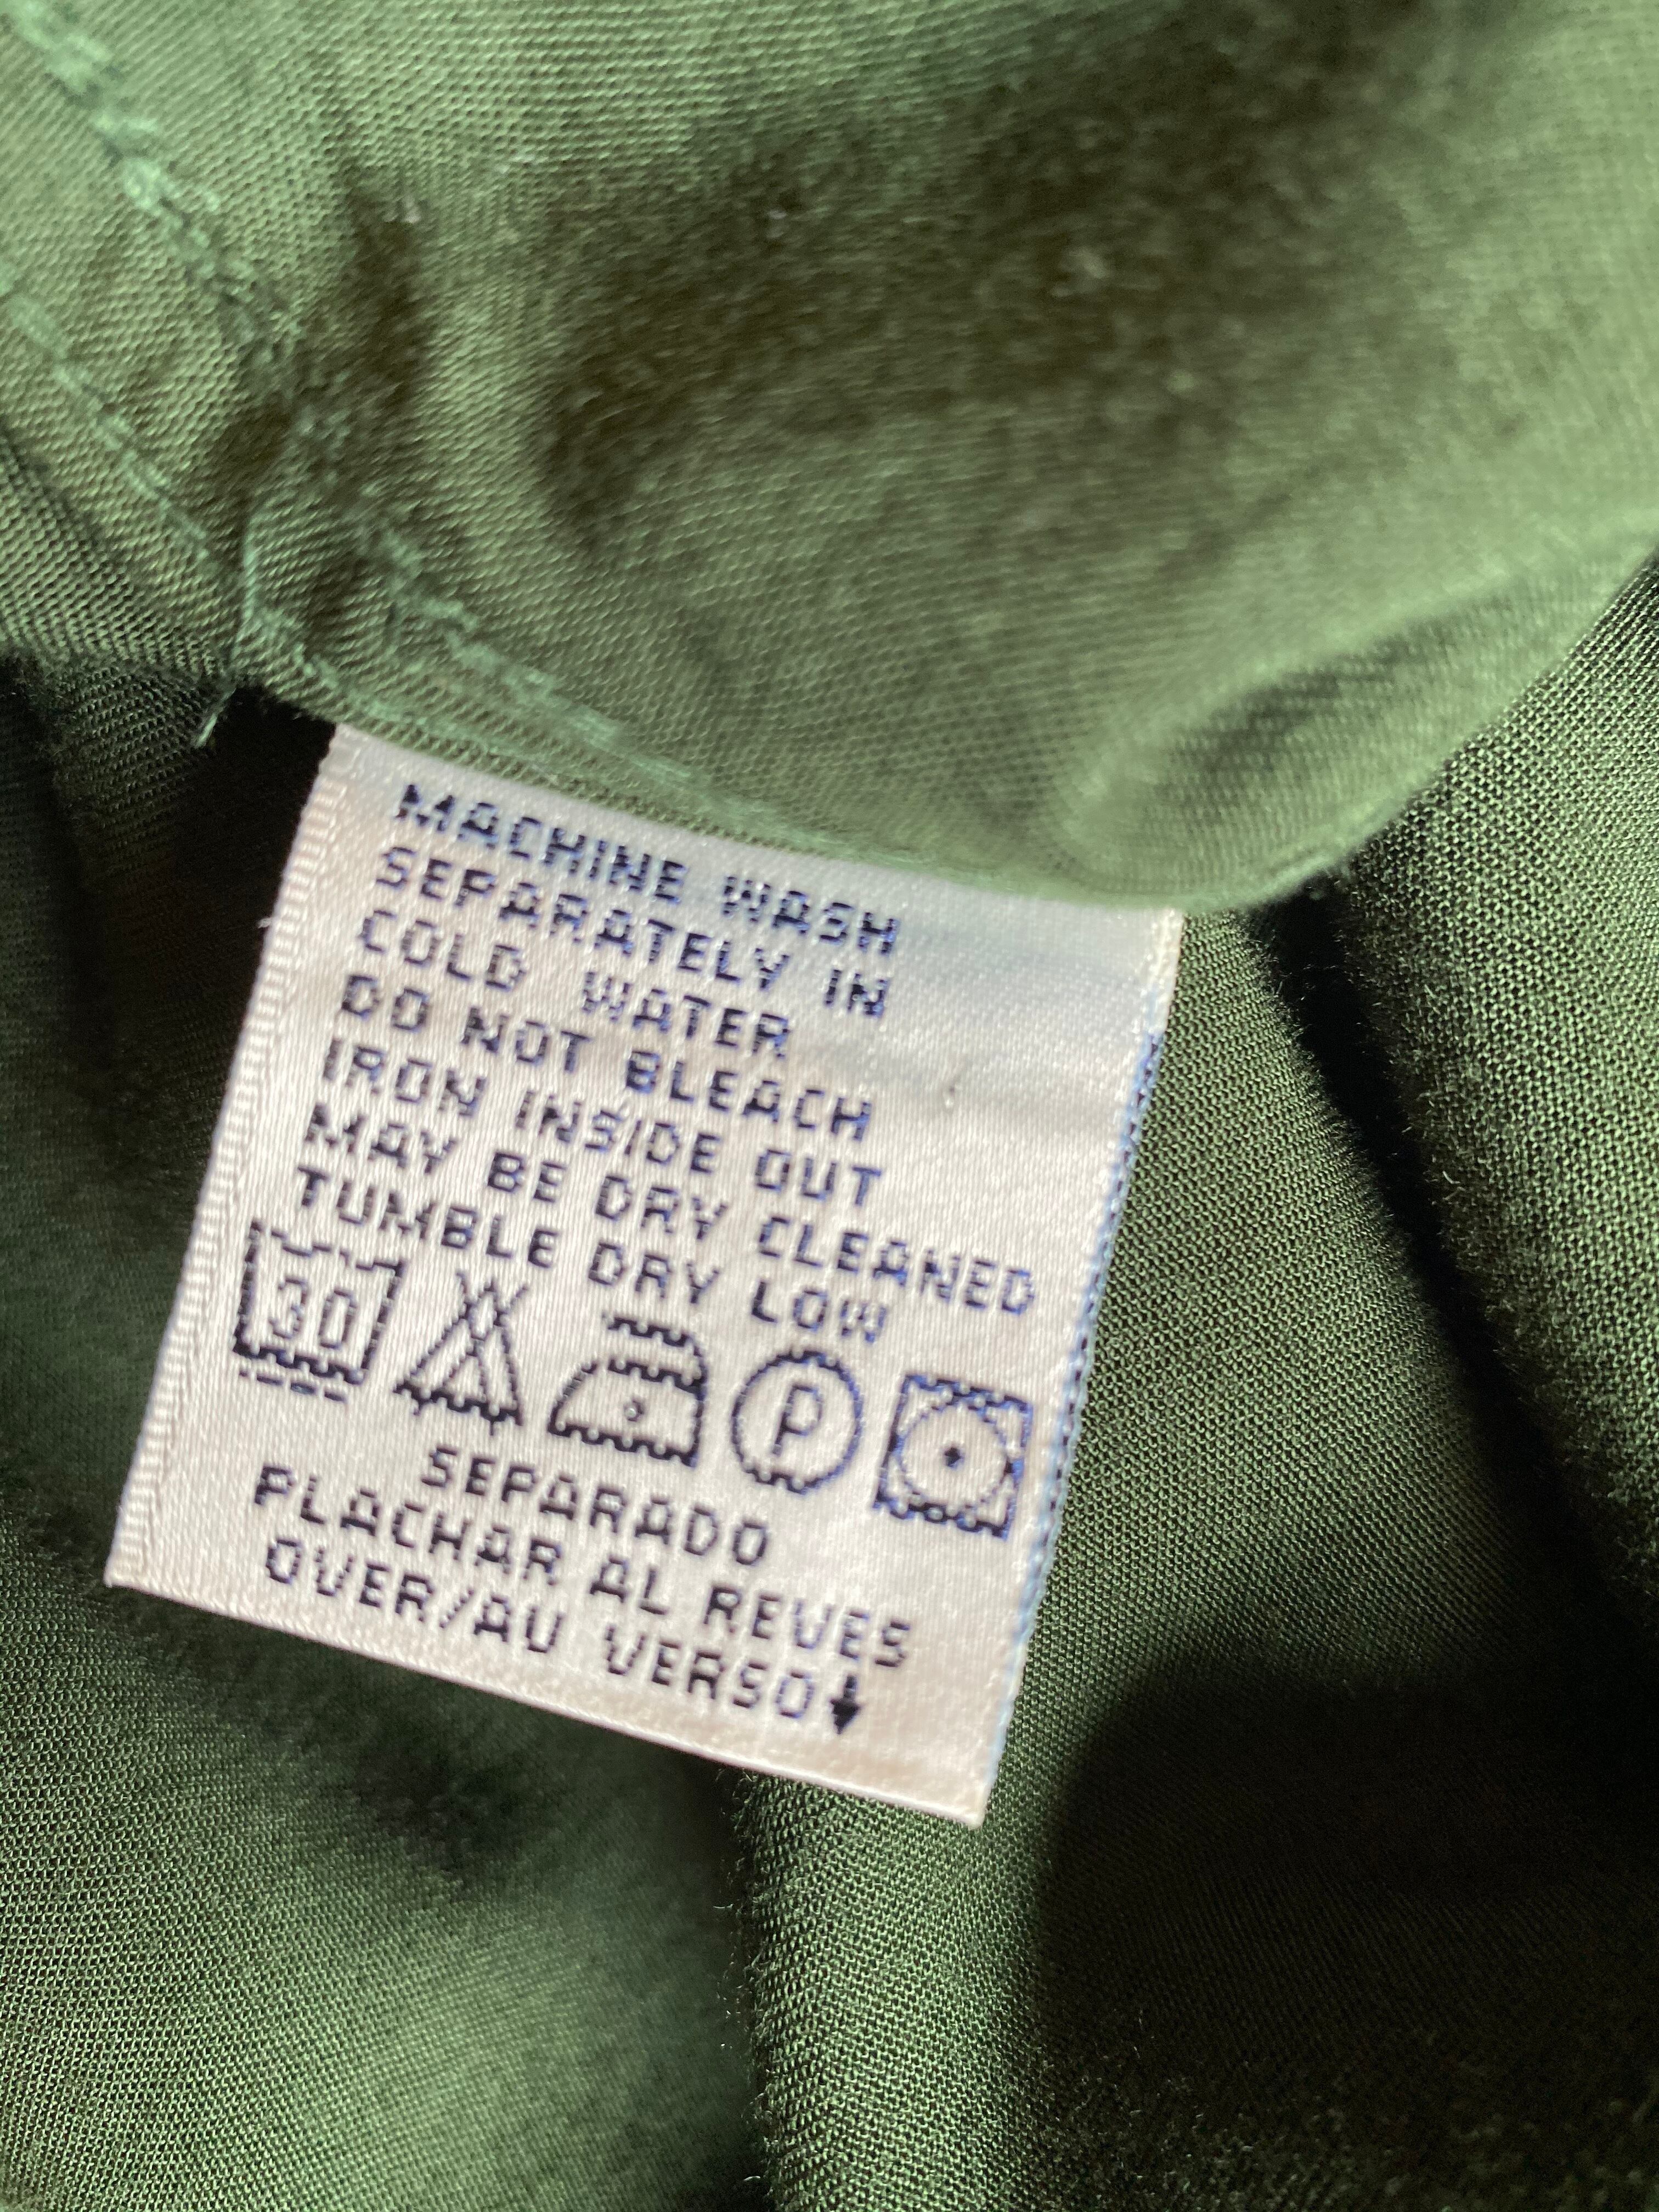 MACHINE WASH
SEPARATELY IN
COLD WATER
DO NOT BLEACH
IRON INSIDE OUT
MAY BE DRY CLEANED
TUMBLE DRY LOW
30 P
SEPARADO
PLACHAR AL REVES
OVER/AU VERSO↓